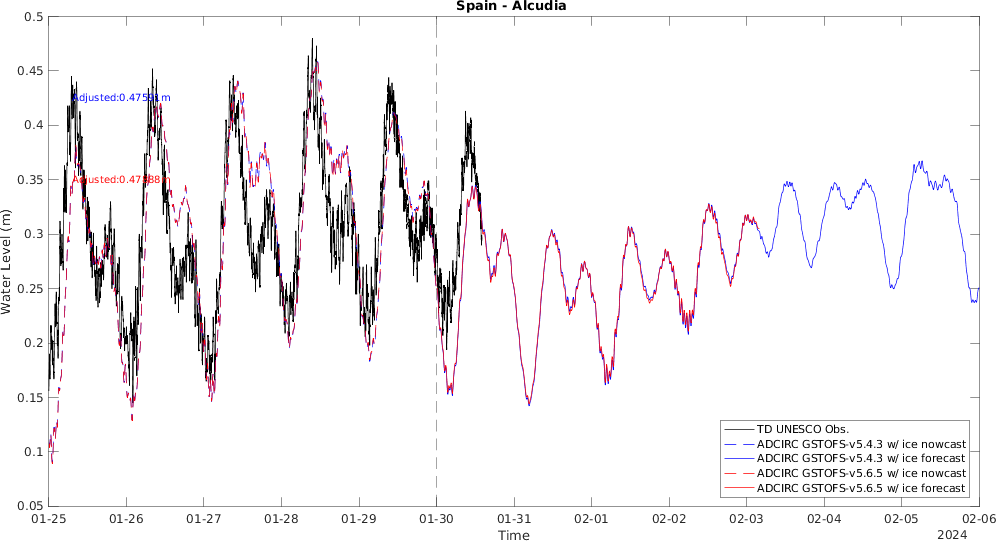 Spain - Alcudia
0.5
0.45
0.4
0.35
0.3
0.25
0.2
0.15
0.1
0.05
Water Level (m)
TD UNESCO Obs.
ADCIRC GSTOFS-v5.4.3 w/ ice nowcast
ADCIRC GSTOFS-v5.4.3 w/ ice forecast
ADCIRC GSTOFS-v5.6.5 w/ ice nowcast
ADCIRC GSTOFS-v5.6.5 w/ ice forecast
01-25 01-26 01-27 01-28 01-29 01-30 01-31 02-01 02-02 02-03 02-04 02-05 02-06
Time
2024